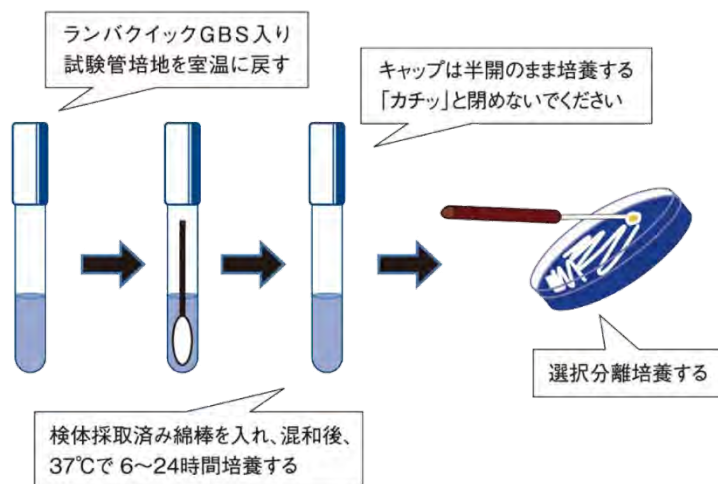 ランバクイックGBS入り
試験管培地を室温に戻す
キャップは半開のまま培養する
「カチッ」と閉めないでください
検体採取済み綿棒を入れ、混和後、
37℃で 6〜24時間培養する
選択分離培養する